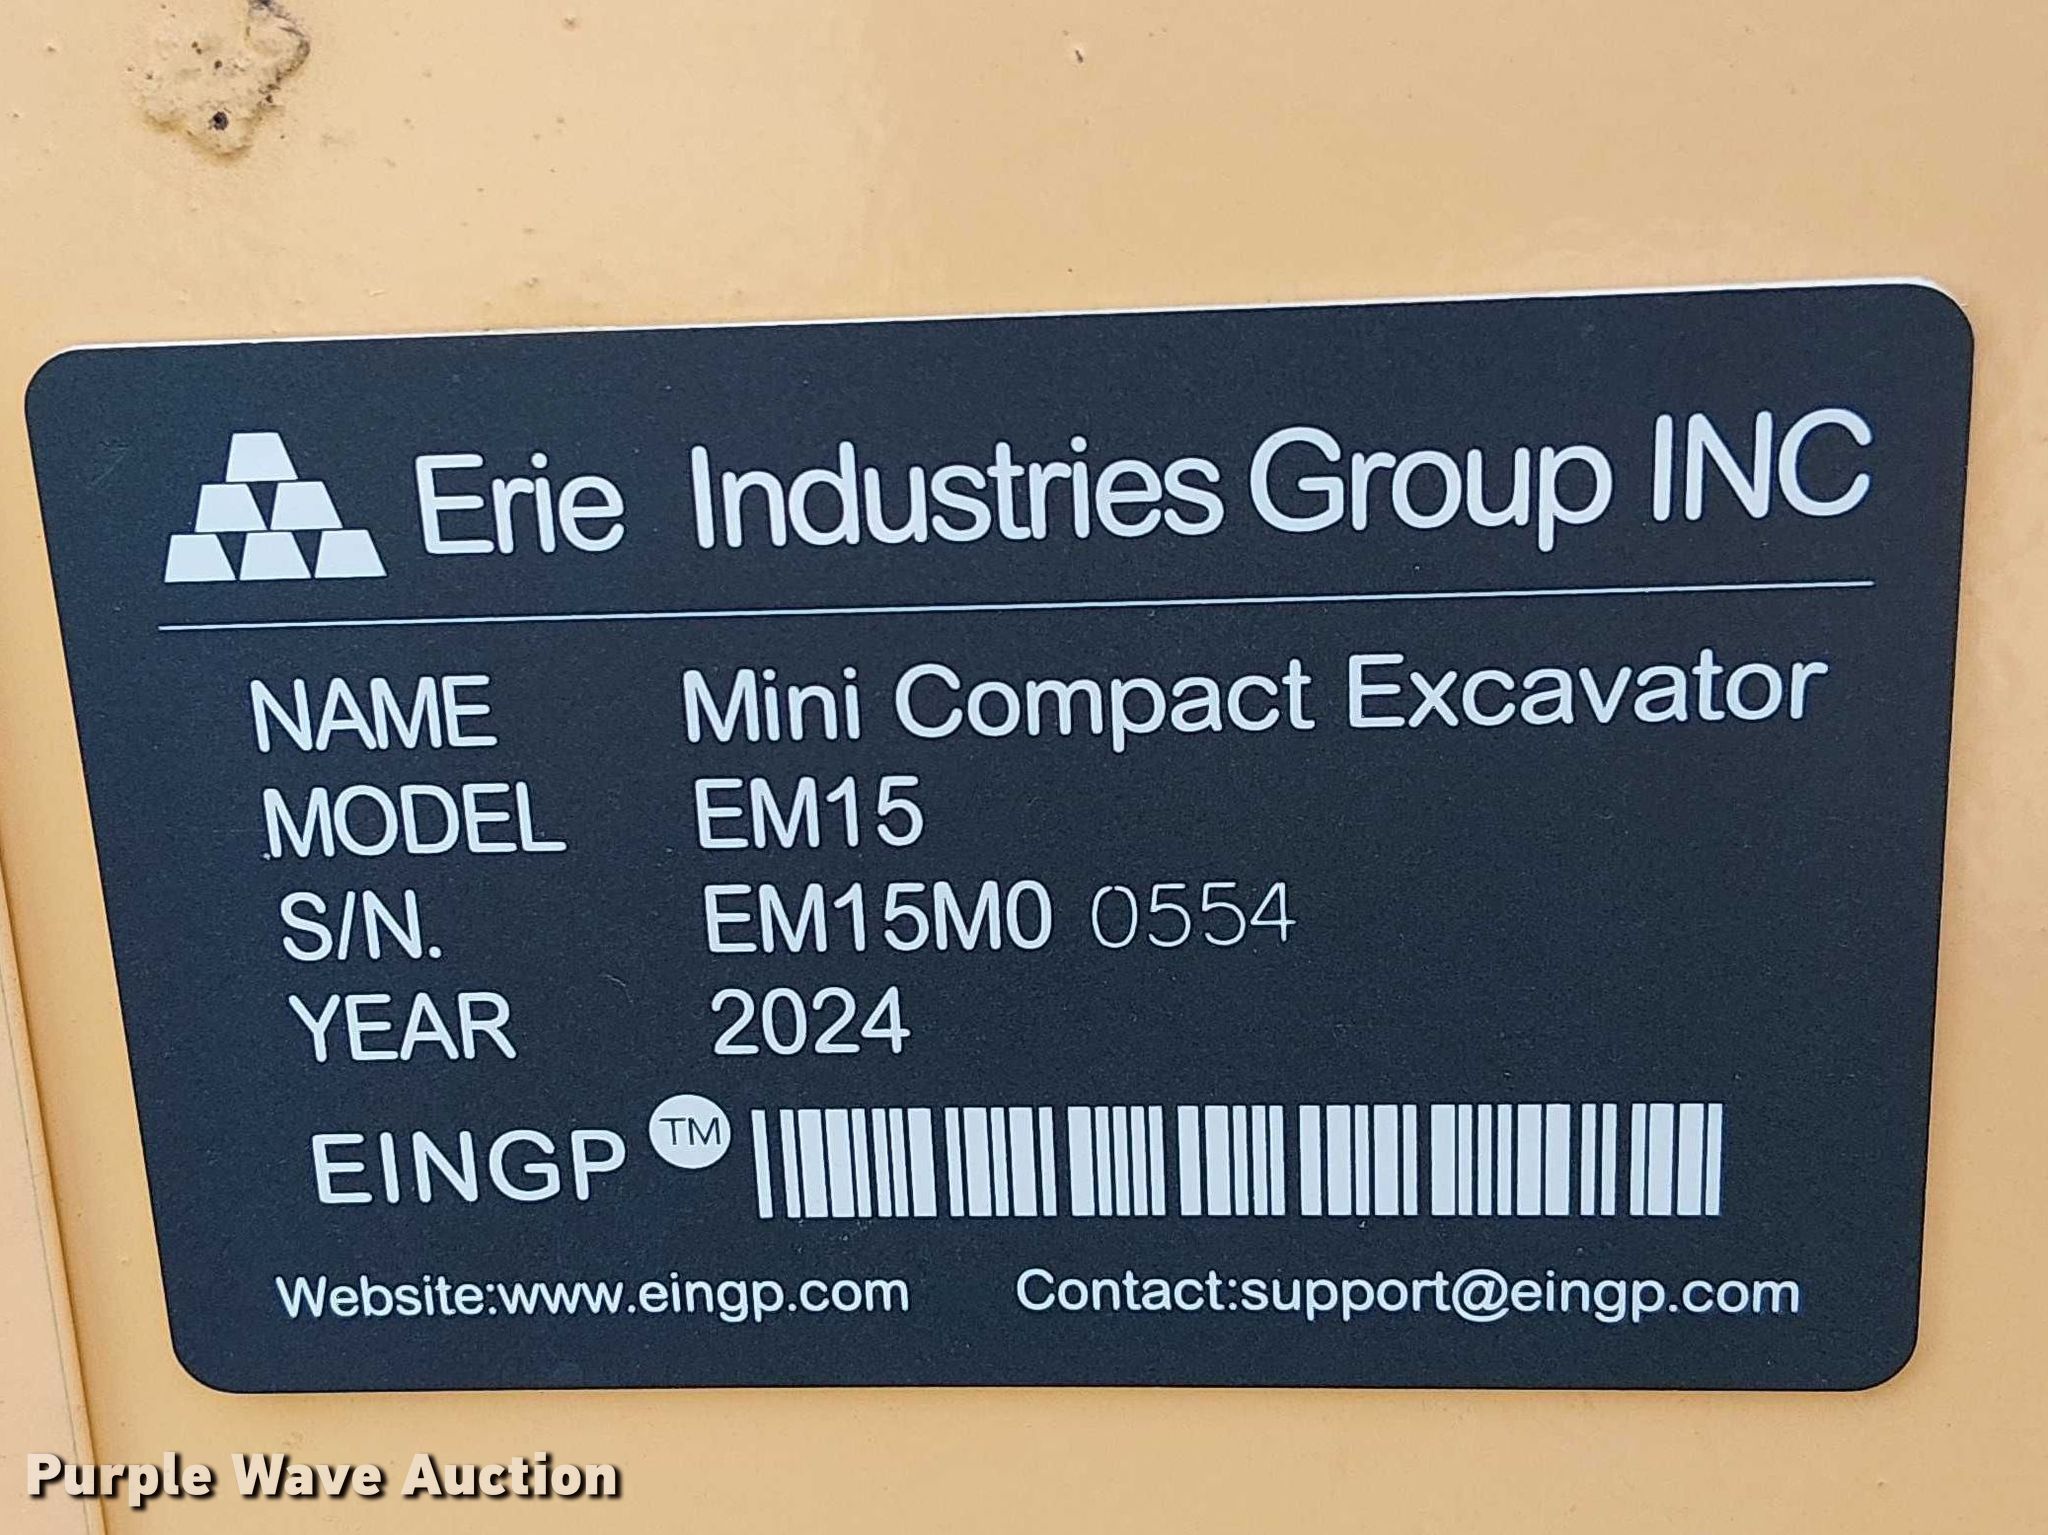 Erie Industries Group INC
NAME Mini Compact Excavator
MODEL EM15
S/N. EM15M0 0554
YEAR 2024
EINGP TM
Website:www.eingp.com Contact:support@eingp.com
Purple Wave Auction